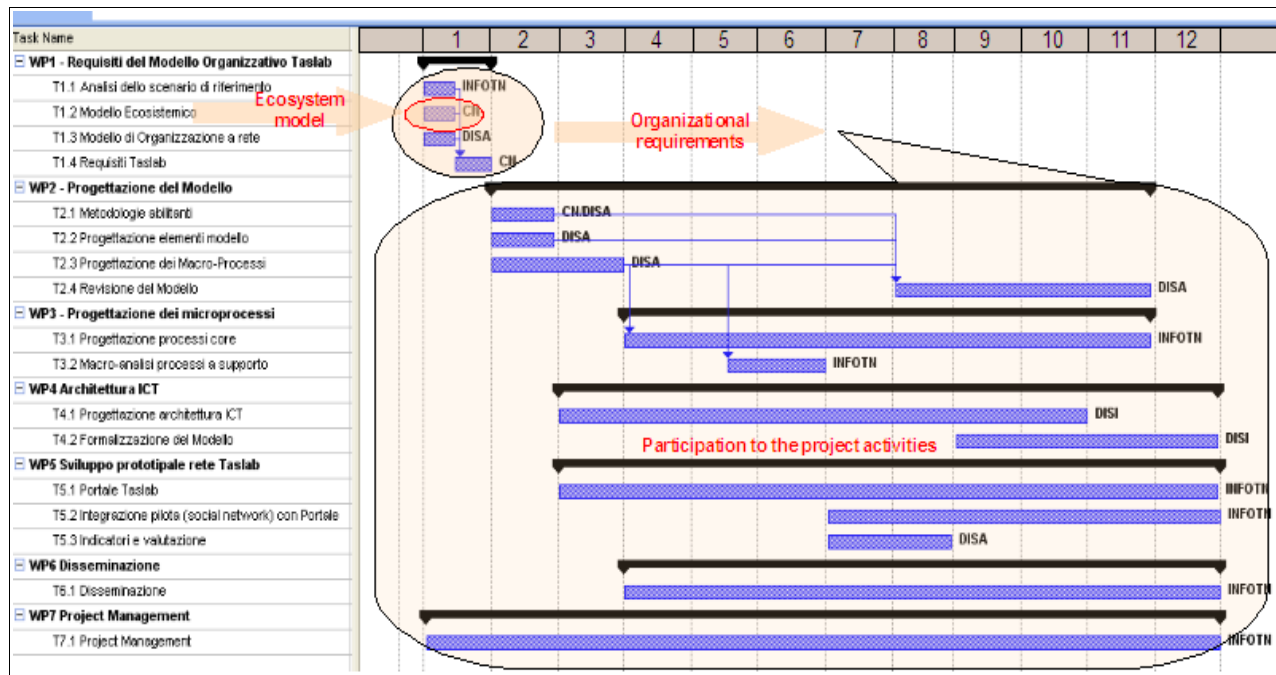 Task Name
1 2 3 4 5 6 7 8 9 10 11 12
WP1 - Requisiti del Modello Organizzativo Taslab
T1.1 Analisi dello scenario di riferimento
INFOTN
T1.2 Modello Ecosistemico
Ecosystem
model
CN
T1.3 Modello di Organizzazione a rete
DISA
Organizational
requirements
T1.4 Requisiti Taslab
CN
WP2 - Progettazione del Modello
T2.1 Metodologie abilitanti
CN/DISA
T2.2 Progettazione elementi modello
DISA
T2.3 Progettazione dei Macro-Processi
DISA
T2.4 Revisione del Modello
DISA
WP3 - Progettazione dei microprocessi
T3.1 Progettazione processi core
INFOTN
T3.2 Macro-analisi processi a supporto
INFOTN
WP4 Architettura ICT
T4.1 Progettazione architettura ICT
DISI
T4.2 Formalizzazione del Modello
Participation to the project activities
DISI
WP5 Sviluppo prototipale rete Taslab
T5.1 Portale Taslab
INFOTN
T5.2 Integrazione pilota (social network) con Portale
INFOTN
T5.3 Indicatori e valutazione
DISA
WP6 Disseminazione
T6.1 Disseminazione
INFOTN
WP7 Project Management
T7.1 Project Management
INFOTN